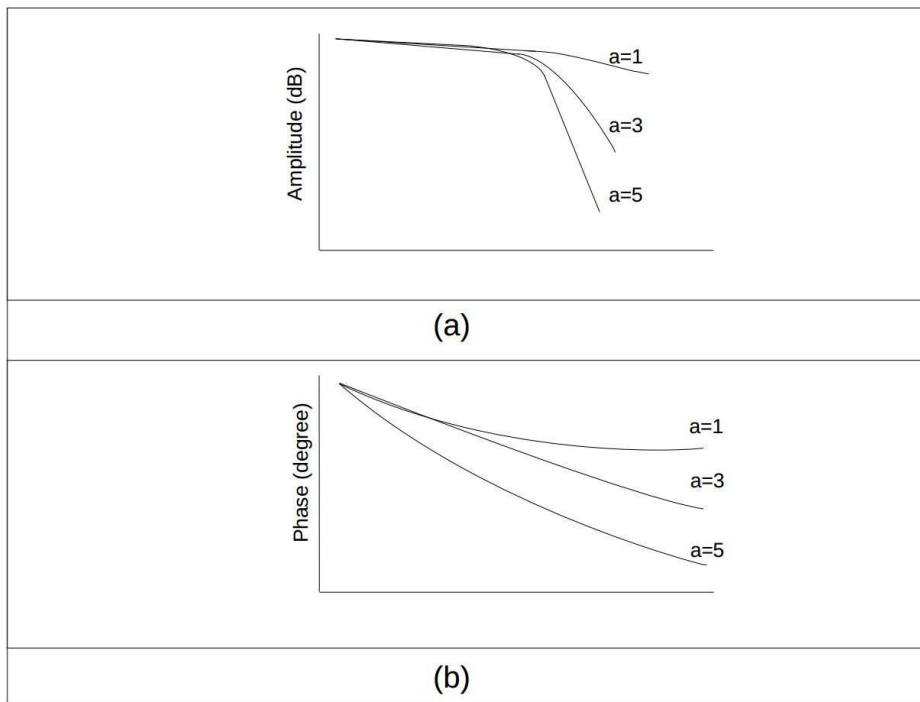 Amplitude (dB)
a=1
a=3
a=5
(a)
Phase (degree)
a=1
a=3
a=5
(b)